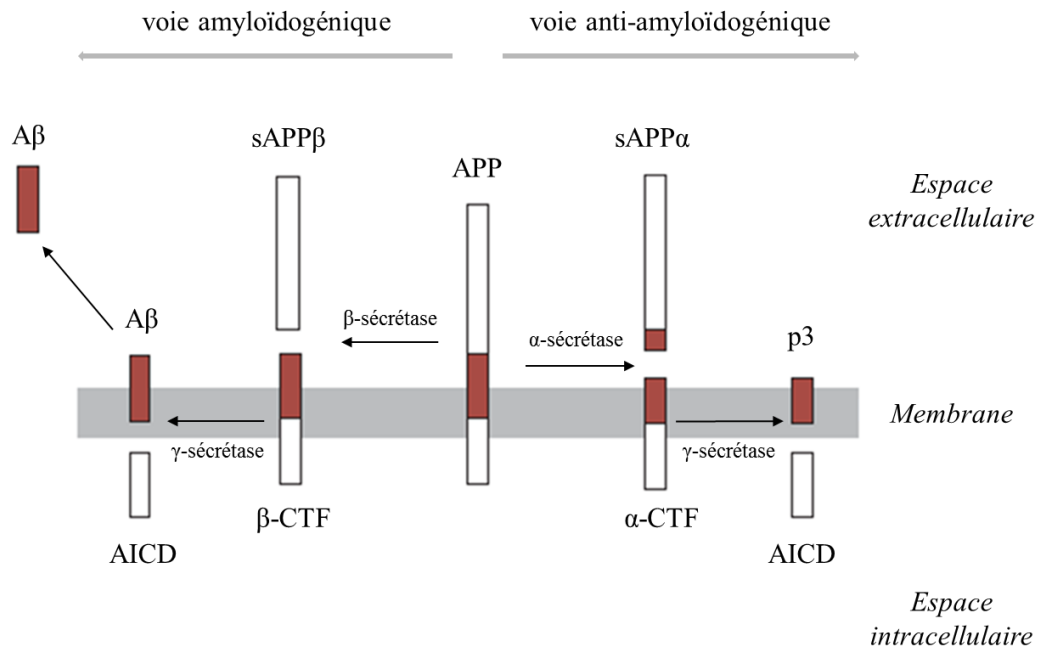 voie amyloïdogénique
voie anti-amyloïdogénique
Aβ
sAPPβ
APP
sAPPα
Espace
extracellulaire
Aβ
β-sécrétase
α-sécrétase
p3
Membrane
γ-sécrétase
γ-sécrétase
β-CTF
α-CTF
AICD
AICD
Espace
intracellulaire